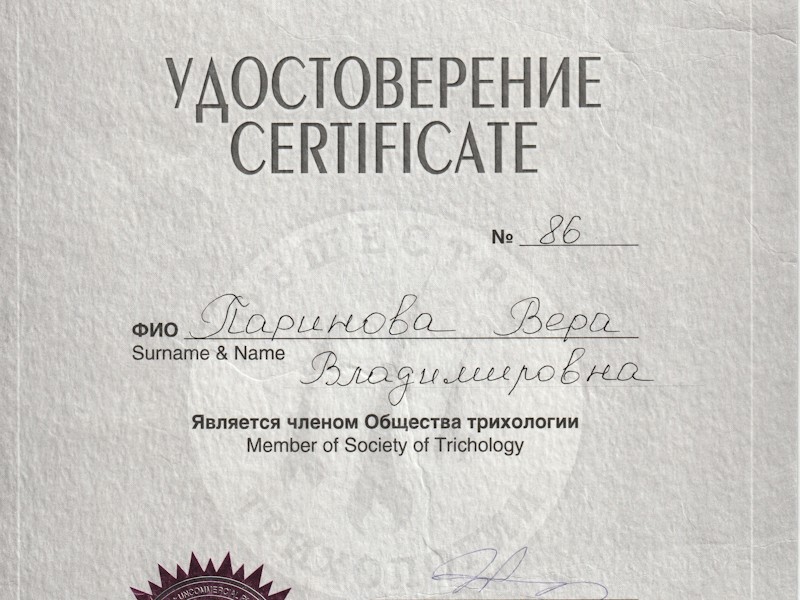 УДОСТОВЕРЕНИЕ
CERTIFICATE
№ 86
ФИО Паринова Вера
Surname & Name
Владимировна
Является членом Общества трихологии
Member of Society of Trichology
UNCOMMERCIAL